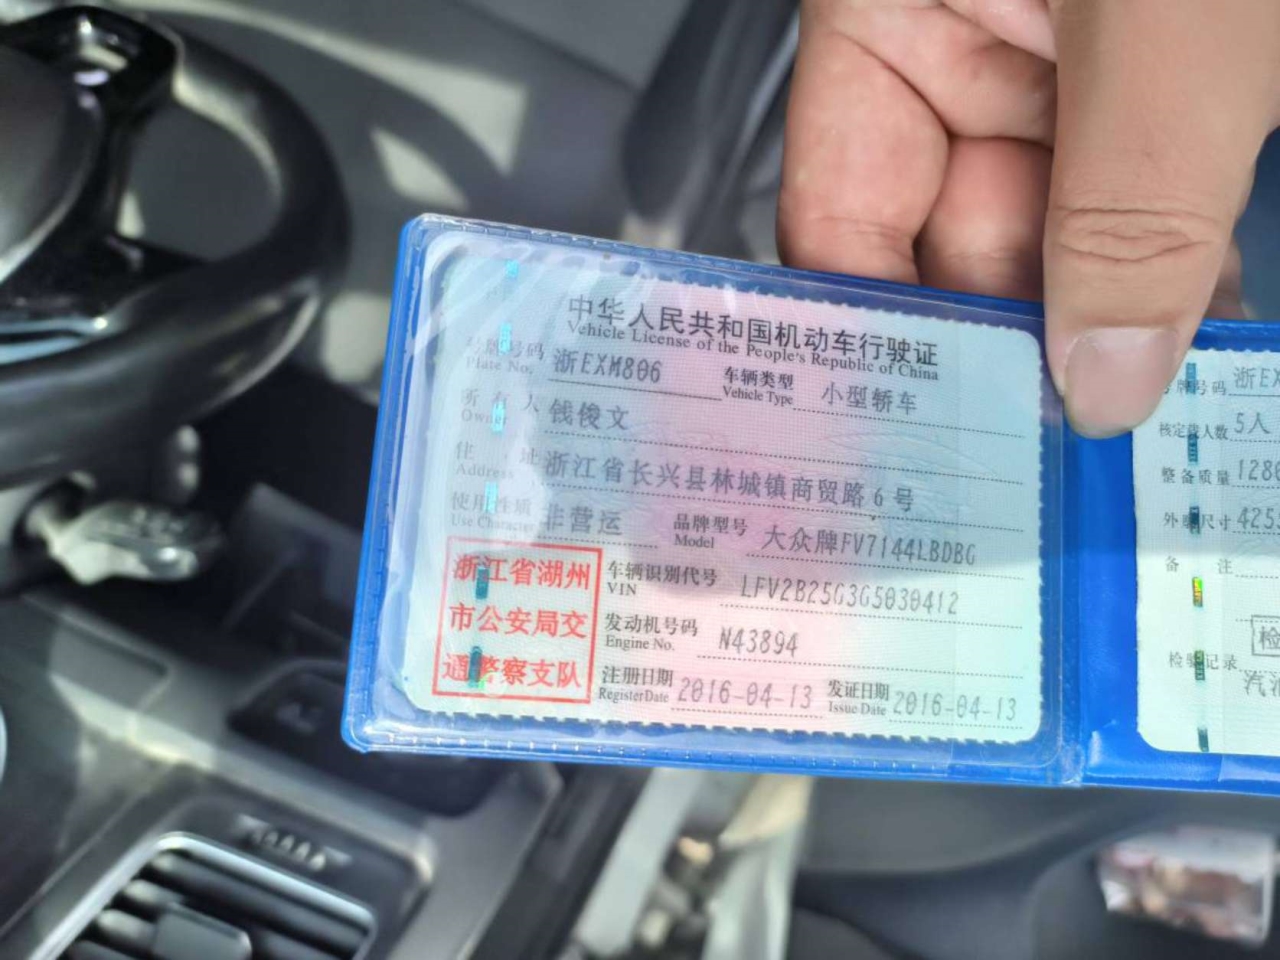 中华人民共和国机动车行驶证
Vehicle License of the People's Republic of China
号牌号码 浙EXM806 车辆类型 小型轿车
Plate No. Vehicle Type
所有人 钱俊文
Owner
住址 浙江省长兴县林城镇商贸路6号
Address
使用性质 非营运 品牌型号 大众牌FV7144LBDBG
Use Character Model
浙江省湖州
市公安局交
通警察支队
车辆识别代号 LFV2B25G3G5030412
VIN
发动机号码 N43894
Engine No.
注册日期 2016-04-13 发证日期 2016-04-13
Register Date Issue Date
号牌号码 浙EX
核定载人数 5人
整备质量 128
外廓尺寸 425
备注
检
检验记录
汽油